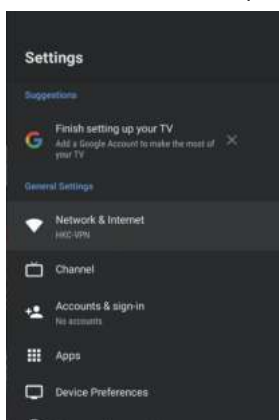 Settings
Suggestions
Finish setting up your TV
Add a Google Account to make the most of
your TV
General Settings
Network & Internet
HKC-VPN
Channel
Accounts & sign-in
No accounts
Apps
Device Preferences